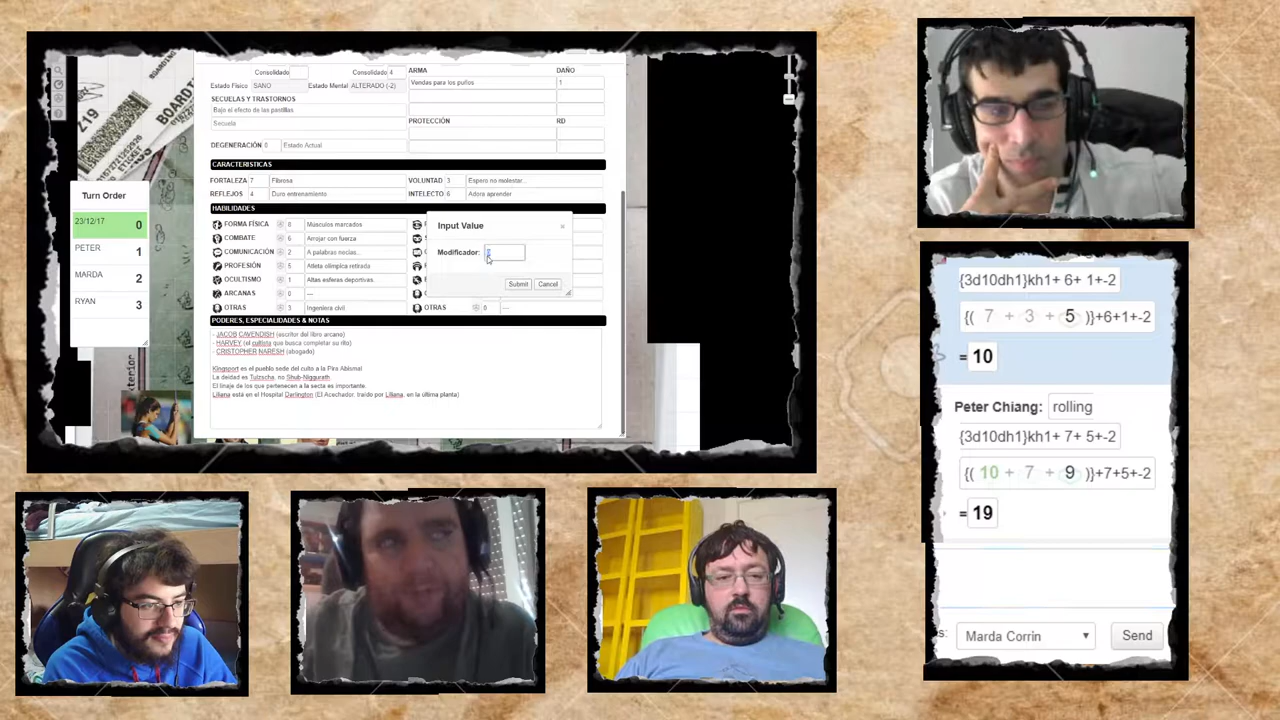 Z19
BOARD
Turn Order
23/12/17 0
PETER 1
MARDA 2
RYAN 3
Consolidado
Consolidado 4
Estado Físico SANO
Estado Mental ALTERADO (-2)
SECUELAS Y TRASTORNOS
Bajo el efecto de las pastillas
Secuela
DEGENERACIÓN 0 Estado Actual
ARMA DAÑO
Vendas para los puños 1
PROTECCIÓN RD
CARACTERISTICAS
FORTALEZA 7 Fibrosa VOLUNTAD 3 Espero no molestar...
REFLEJOS 4 Duro entrenamiento INTELECTO 6 Adora aprender
HABILIDADES
FORMA FÍSICA 8 Músculos marcados
COMBATE 6 Arrojar con fuerza
COMUNICACIÓN 2 A palabras necias...
PROFESIÓN 5 Atleta olímpica retirada
OCULTISMO 1 Altas esferas deportivas.
ARCANAS 0 ---
OTRAS 3 Ingeniera civil
OTRAS 0 ---
Input Value ×
Modificador:
Submit Cancel
PODERES, ESPECIALIDADES & NOTAS
- JACOB CAVENDISH (escritor del libro arcano)
- HARVEY (el cultista que busca completar su rito)
- CRISTOPHER NARESH (abogado)
Kingsport es el pueblo sede del culto a la Pira Abismal
La deidad es Tulzscha, no Shub-Niggurath
El linaje de los que pertenecen a la secta es importante.
Liliana está en el Hospital Darlington (El Acechador, traído por Liliana, en la última planta)
{3d10dh1}kh1+ 6+ 1+-2
{( 7 + 3 + 5 )}+6+1+-2
= 10
Peter Chiang: rolling
{3d10dh1}kh1+ 7+ 5+-2
{( 10 + 7 + 9 )}+7+5+-2
= 19
s: Marda Corrin Send